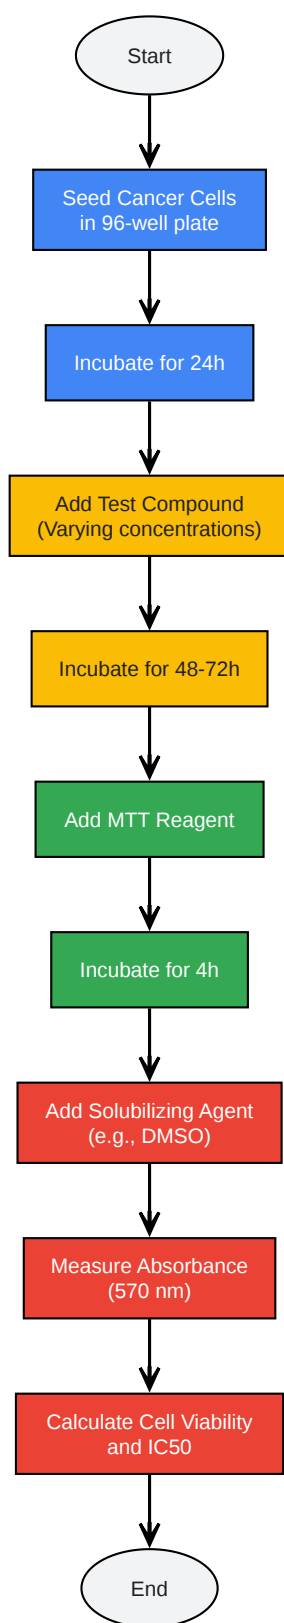 Start
Seed Cancer Cells
in 96-well plate
Incubate for 24h
Add Test Compound
(Varying concentrations)
Incubate for 48-72h
Add MTT Reagent
Incubate for 4h
Add Solubilizing Agent
(e.g., DMSO)
Measure Absorbance
(570 nm)
Calculate Cell Viability
and IC50
End